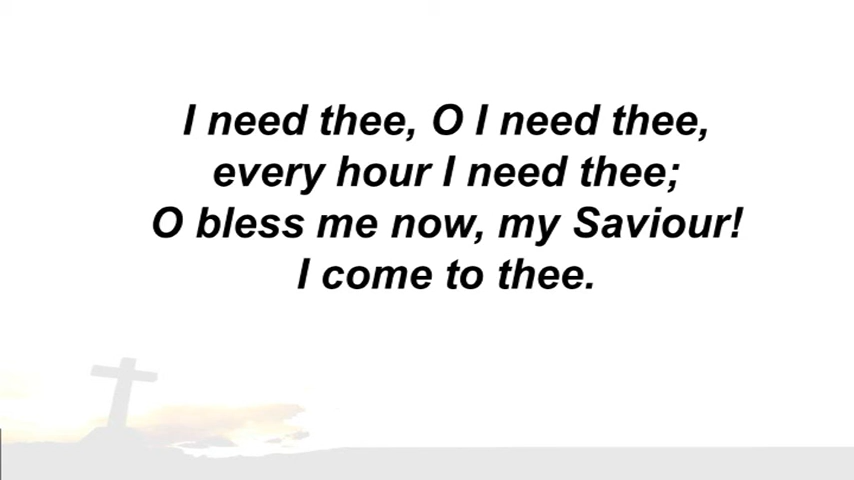 I need thee, O I need thee,
every hour I need thee;
O bless me now, my Saviour!
I come to thee.